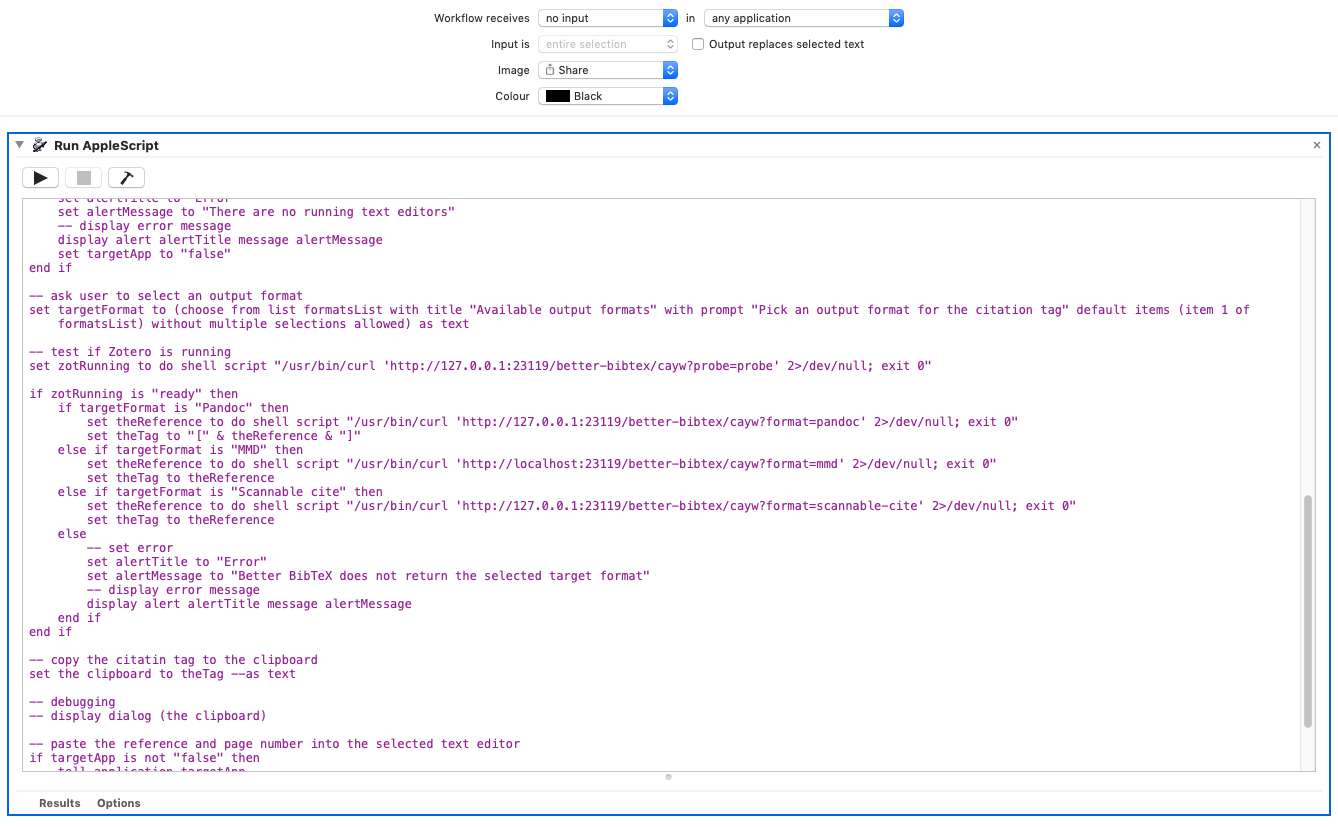 Workflow receives no input in any application
Input is entire selection Output replaces selected text
Image Share
Colour Black
Run AppleScript
set alertTitle to "Error"
set alertMessage to "There are no running text editors"
-- display error message
display alert alertTitle message alertMessage
set targetApp to "false"
end if
-- ask user to select an output format
set targetFormat to (choose from list formatsList with title "Available output formats" with prompt "Pick an output format for the citation tag" default items (item 1 of
formatsList) without multiple selections allowed) as text
-- test if Zotero is running
set zotRunning to do shell script "/usr/bin/curl 'http://127.0.0.1:23119/better-bibtex/cayw?probe=probe' 2>/dev/null; exit 0"
if zotRunning is "ready" then
if targetFormat is "Pandoc" then
set theReference to do shell script "/usr/bin/curl 'http://127.0.0.1:23119/better-bibtex/cayw?format=pandoc' 2>/dev/null; exit 0"
set theTag to "[" & theReference & "]"
else if targetFormat is "MMD" then
set theReference to do shell script "/usr/bin/curl 'http://localhost:23119/better-bibtex/cayw?format=mmd' 2>/dev/null; exit 0"
set theTag to theReference
else if targetFormat is "Scannable cite" then
set theReference to do shell script "/usr/bin/curl 'http://127.0.0.1:23119/better-bibtex/cayw?format=scannable-cite' 2>/dev/null; exit 0"
set theTag to theReference
else
-- set error
set alertTitle to "Error"
set alertMessage to "Better BibTeX does not return the selected target format"
-- display error message
display alert alertTitle message alertMessage
end if
end if
-- copy the citatin tag to the clipboard
set the clipboard to theTag --as text
-- debugging
-- display dialog (the clipboard)
-- paste the reference and page number into the selected text editor
if targetApp is not "false" then
tell application targetApp
Results Options